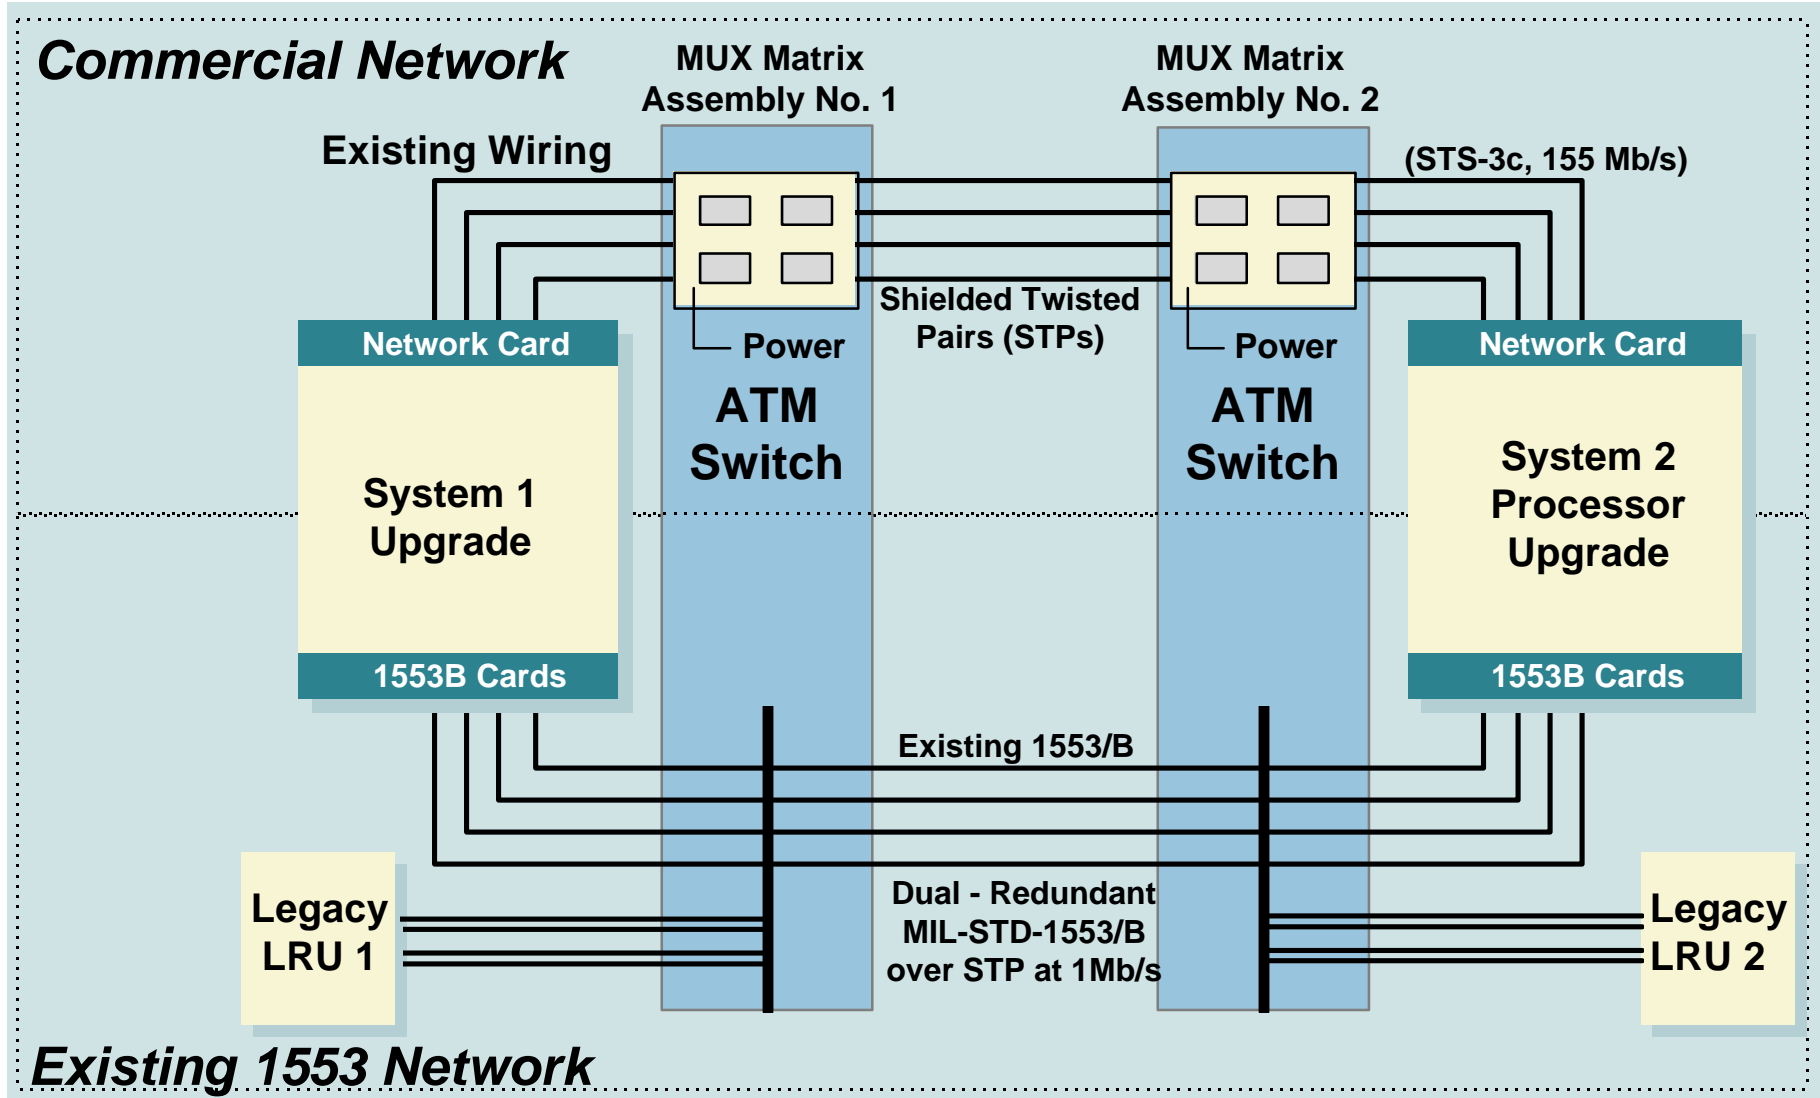 Commercial Network
MUX Matrix
Assembly No. 1
MUX Matrix
Assembly No. 2
Existing Wiring
(STS-3c, 155 Mb/s)
Shielded Twisted
Pairs (STPs)
Power
Power
Network Card
Network Card
ATM
Switch
ATM
Switch
System 1
Upgrade
System 2
Processor
Upgrade
1553B Cards
1553B Cards
Existing 1553/B
Dual - Redundant
MIL-STD-1553/B
over STP at 1Mb/s
Legacy
LRU 1
Legacy
LRU 2
Existing 1553 Network